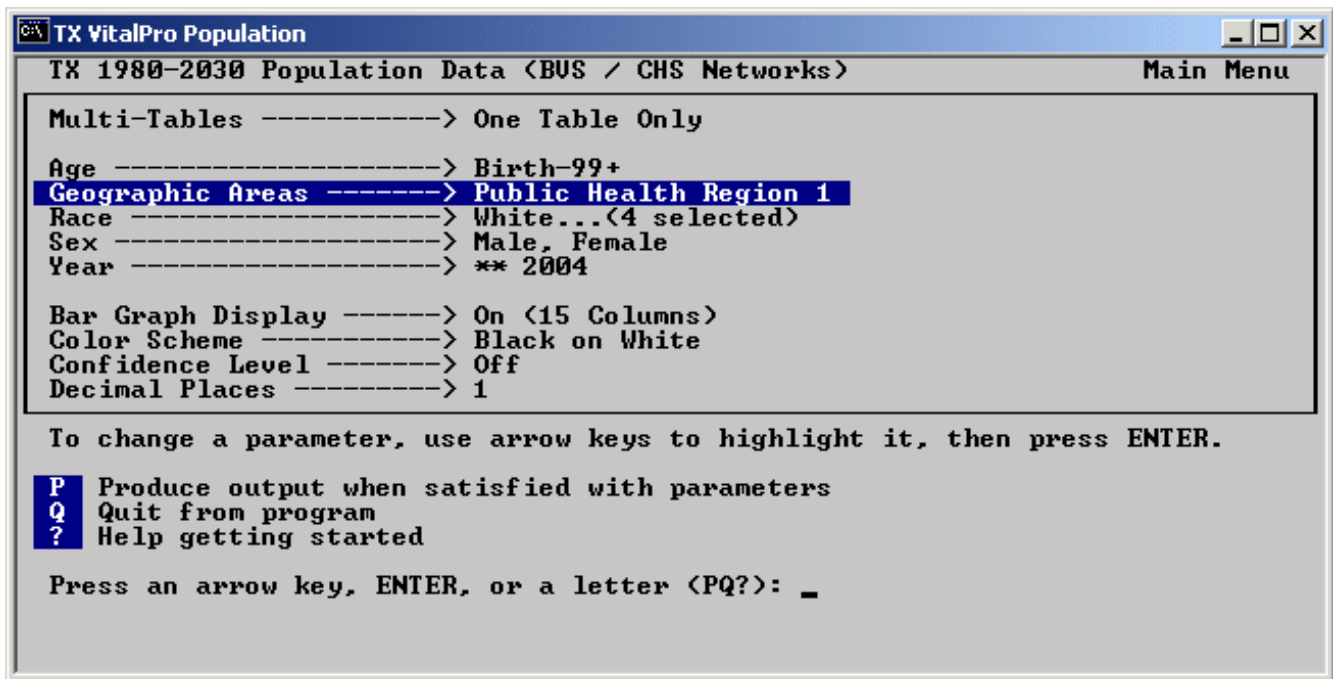 TX VitalPro Population
TX 1980-2030 Population Data (BVS / CHS Networks) Main Menu
Multi-Tables -----------> One Table Only
Age --------------------> Birth-99+
Geographic Areas -------> Public Health Region 1
Race -------------------> White...(4 selected)
Sex --------------------> Male, Female
Year -------------------> ** 2004
Bar Graph Display ------> On (15 Columns)
Color Scheme -----------> Black on White
Confidence Level -------> Off
Decimal Places ---------> 1
To change a parameter, use arrow keys to highlight it, then press ENTER.
P Produce output when satisfied with parameters
Q Quit from program
? Help getting started
Press an arrow key, ENTER, or a letter (PQ?): _